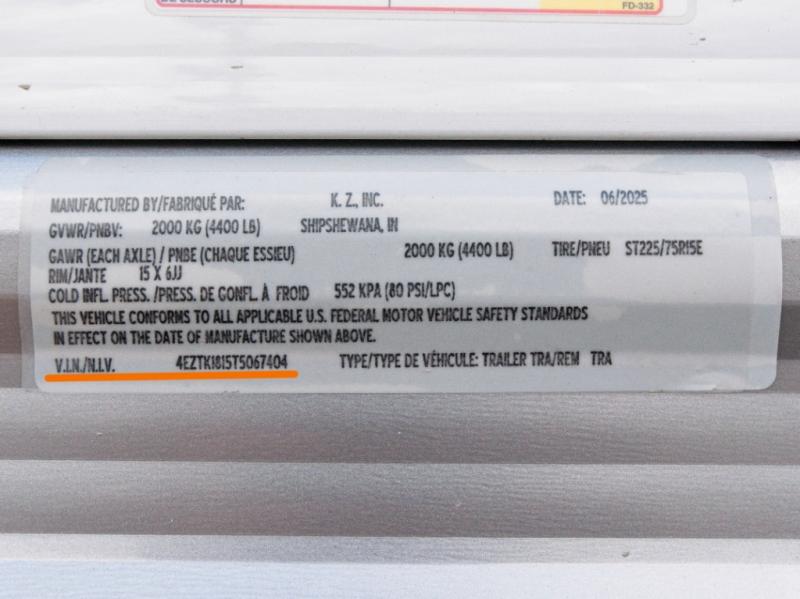 FD-332
MANUFACTURED BY/FABRIQUÉ PAR: K. Z., INC. DATE: 06/2025
GVWR/PNBV: 2000 KG (4400 LB) SHIPSHEWANA, IN
GAWR (EACH AXLE) / PNBE (CHAQUE ESSIEU) 2000 KG (4400 LB) TIRE/PNEU ST225/75R15E
RIM/JANTE 15 X 6JJ
COLD INFL. PRESS. /PRESS. DE GONFL. À FROID 552 KPA (80 PSI/LPC)
THIS VEHICLE CONFORMS TO ALL APPLICABLE U.S. FEDERAL MOTOR VEHICLE SAFETY STANDARDS
IN EFFECT ON THE DATE OF MANUFACTURE SHOWN ABOVE.
V.I.N./N.I.V. 4EZTK1815T5067404 TYPE/TYPE DE VÉHICULE: TRAILER TRA/REM TRA